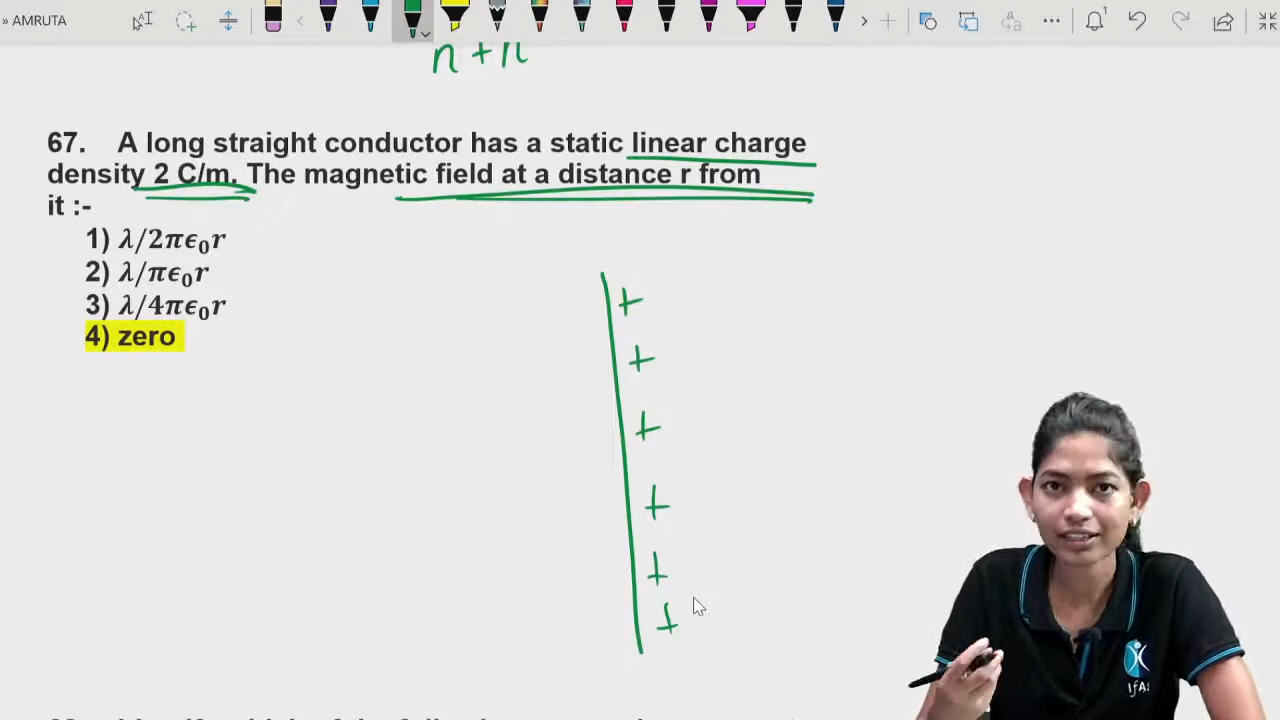 » AMRUTA
n + n
67. A long straight conductor has a static linear charge
density 2 C/m. The magnetic field at a distance r from
it :-
1) λ/2πϵ₀r
2) λ/πϵ₀r
3) λ/4πϵ₀r
4) zero
+
+
+
+
+
+
IFAS